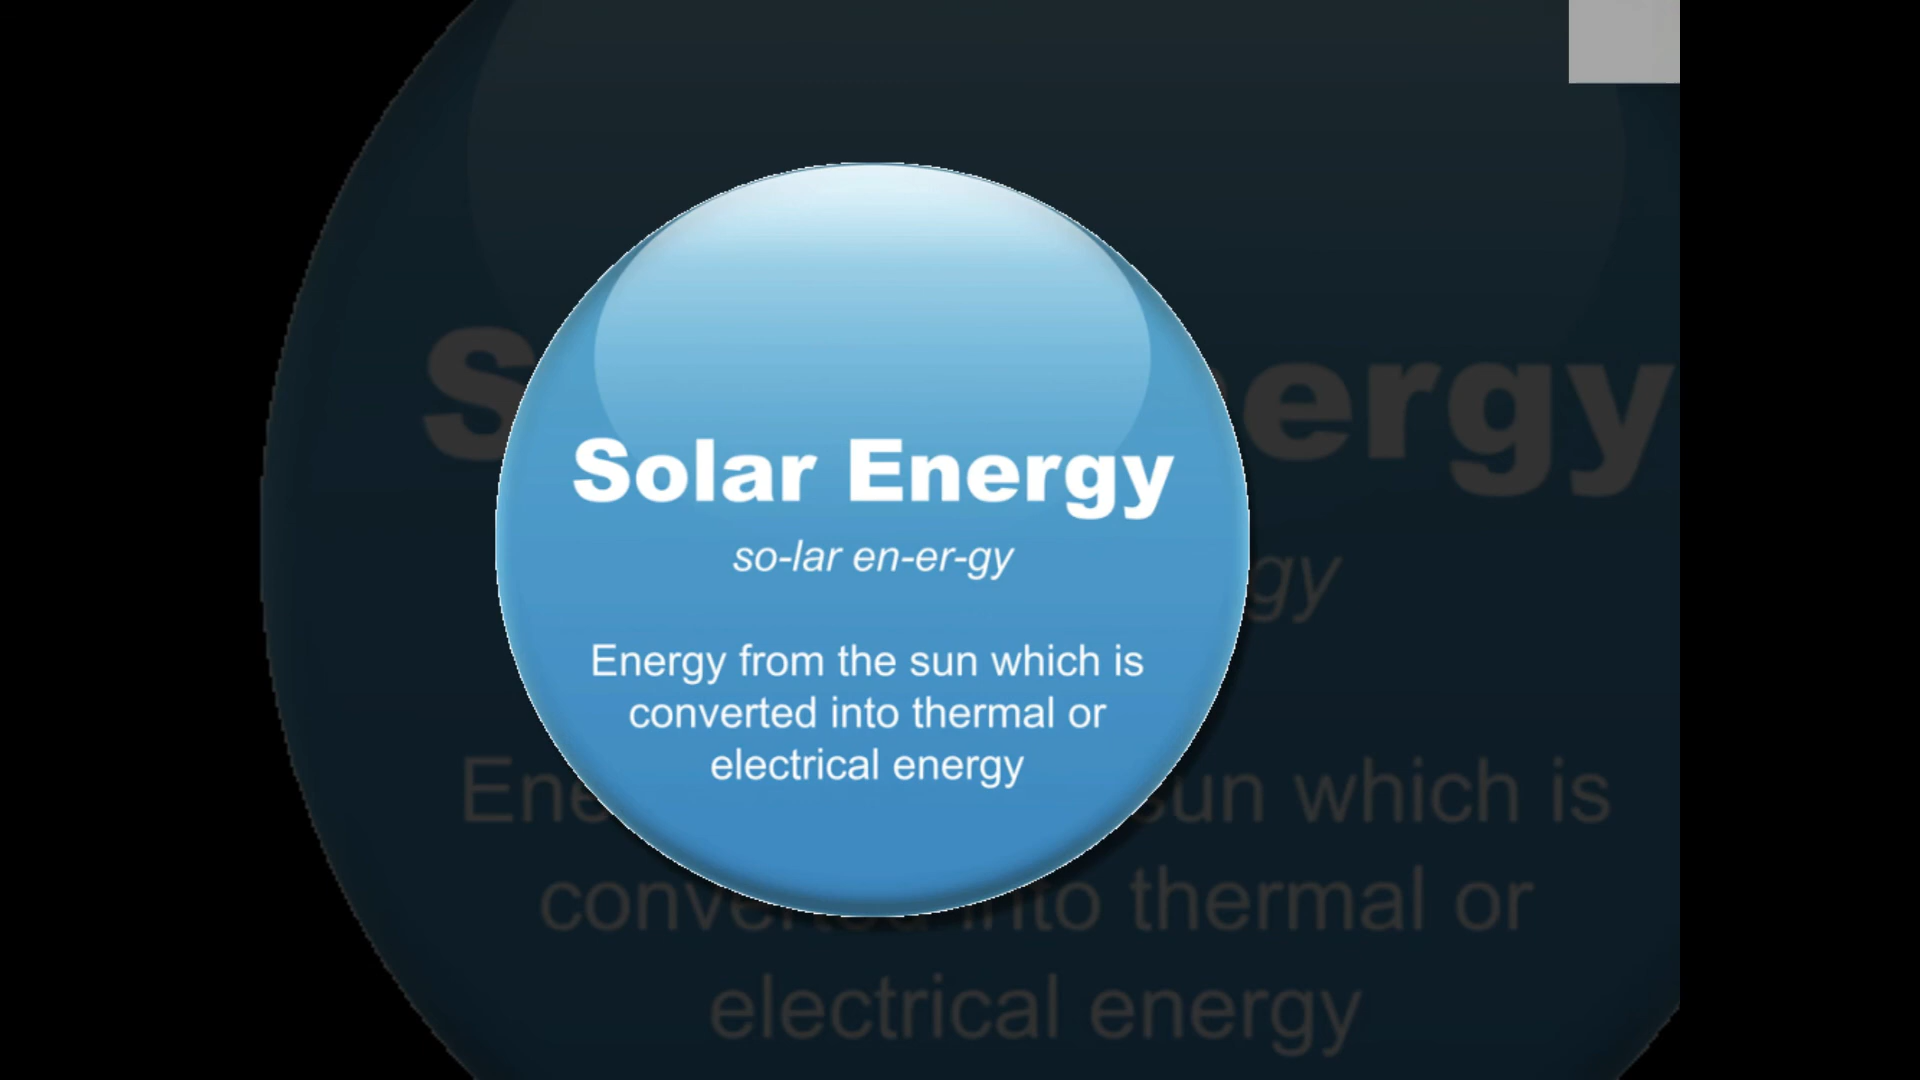 Solar Energy
so-lar en-er-gy
Energy from the sun which is
converted into thermal or
electrical energy